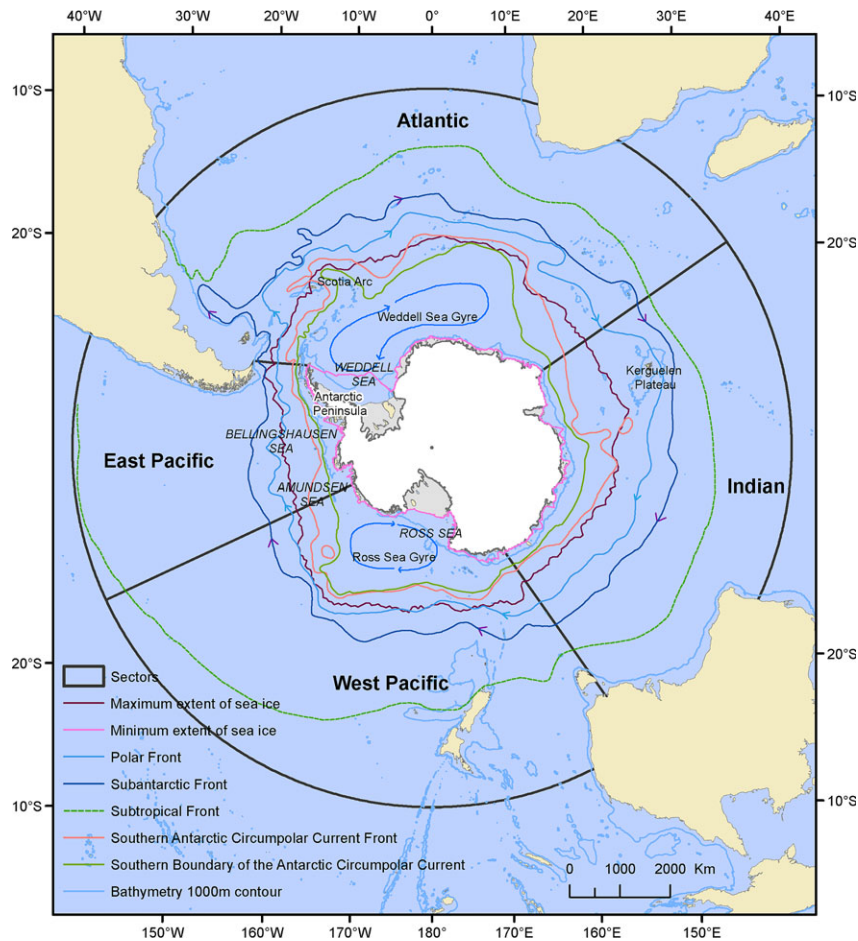 40°W 30°W 20°W 10°W 0° 10°E 20°E 30°E 40°E
10°S 10°S
Atlantic
20°S 20°S
Scotia Arc
Weddell Sea Gyre
WEDDELL
SEA
Kerguelen
Plateau
Antarctic
Peninsula
BELLINGSHAUSEN
SEA
East Pacific
Indian
AMUNDSEN
SEA
ROSS SEA
Ross Sea Gyre
20°S 20°S
West Pacific
Sectors
Maximum extent of sea ice
Minimum extent of sea ice
Polar Front
Subantarctic Front
10°S 10°S
Subtropical Front
Southern Antarctic Circumpolar Current Front
Southern Boundary of the Antarctic Circumpolar Current
Bathymetry 1000m contour
0 1000 2000 Km
150°W 160°W 170°W 180°W 170°E 160°E 150°E